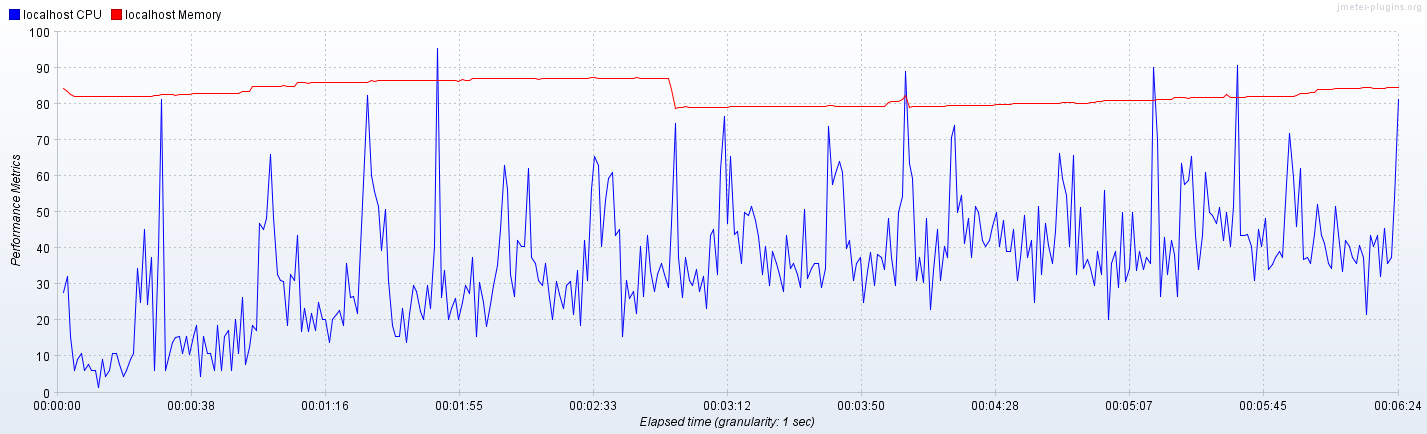 localhost CPU localhost Memory
jmeter-plugins.org
100
90
80
70
60
50
40
30
20
10
0
Performance Metrics
00:00:00 00:00:38 00:01:16 00:01:55 00:02:33 00:03:12 00:03:50 00:04:28 00:05:07 00:05:45 00:06:24
Elapsed time (granularity: 1 sec)